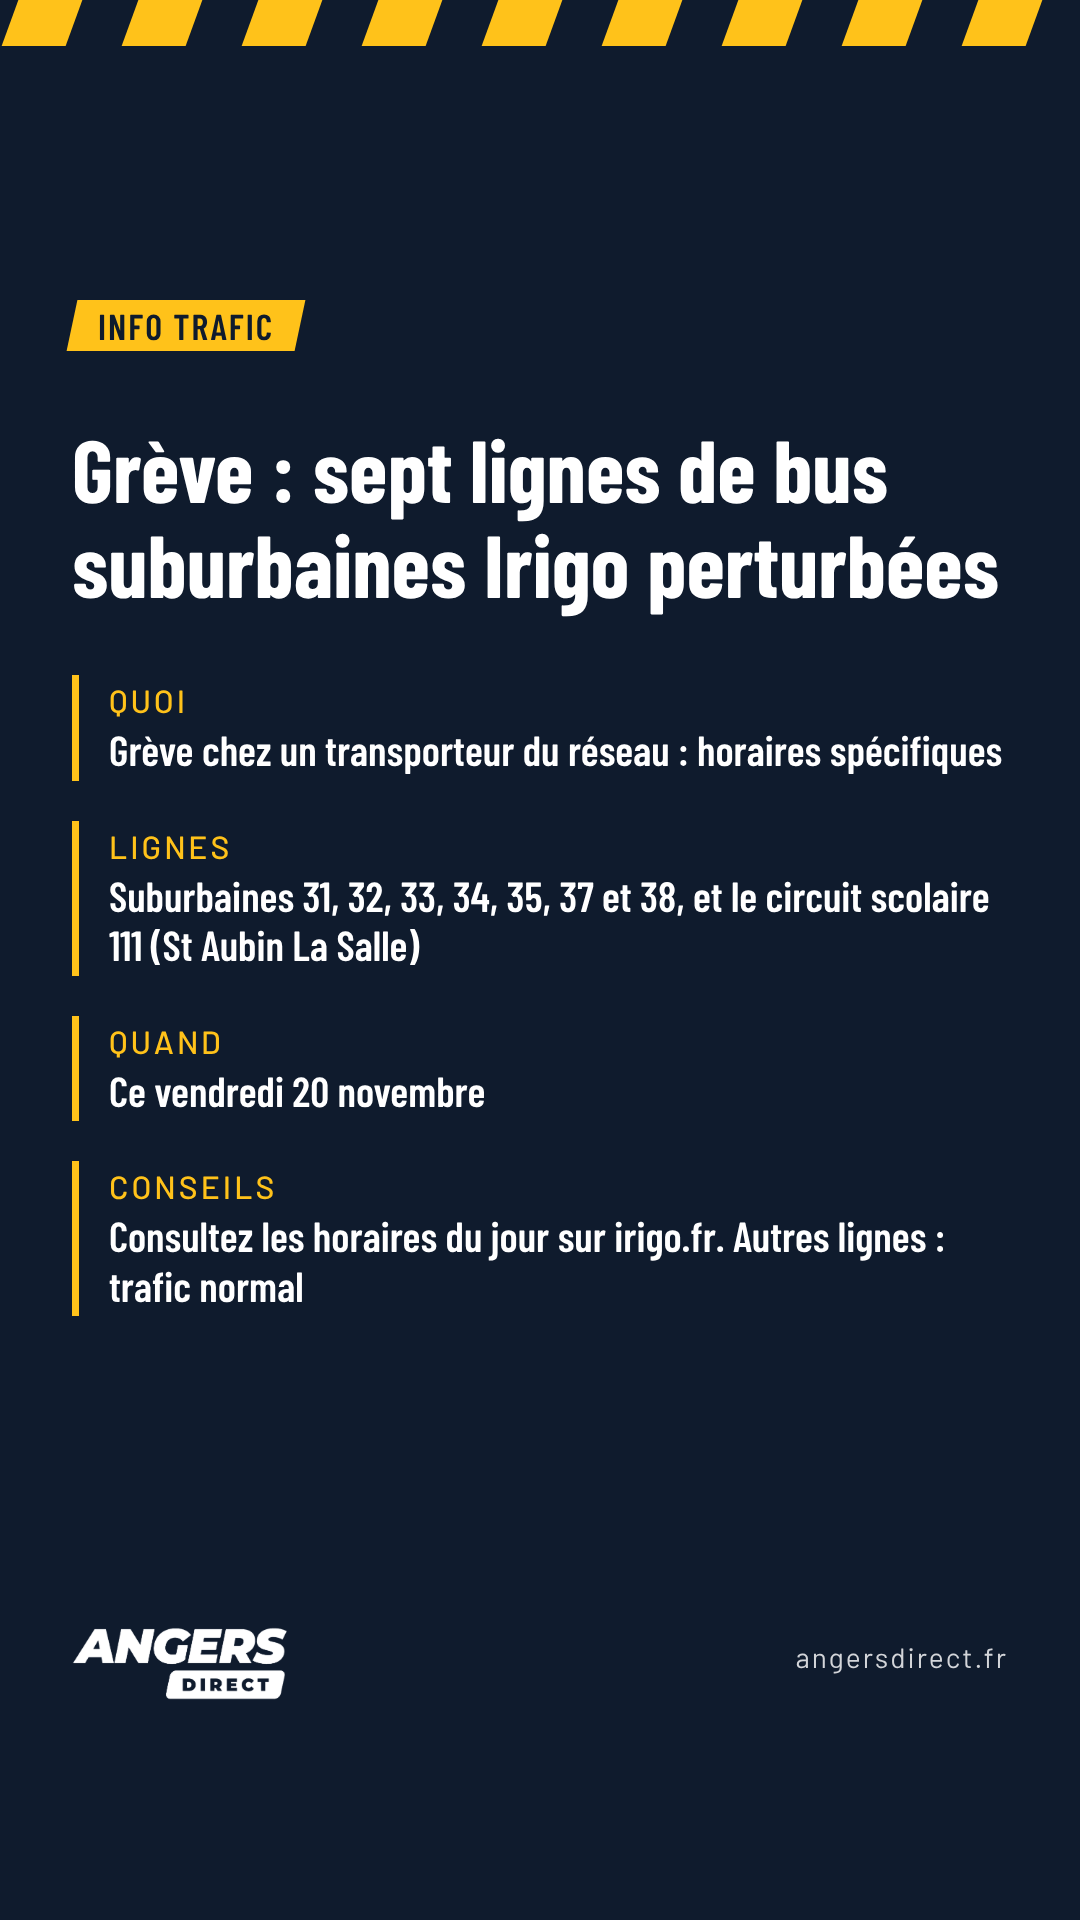 INFO TRAFIC
Grève : sept lignes de bus
suburbaines Irigo perturbées
QUOI
Grève chez un transporteur du réseau : horaires spécifiques
LIGNES
Suburbaines 31, 32, 33, 34, 35, 37 et 38, et le circuit scolaire
111 (St Aubin La Salle)
QUAND
Ce vendredi 20 novembre
CONSEILS
Consultez les horaires du jour sur irigo.fr. Autres lignes :
trafic normal
ANGERS
DIRECT
angersdirect.fr